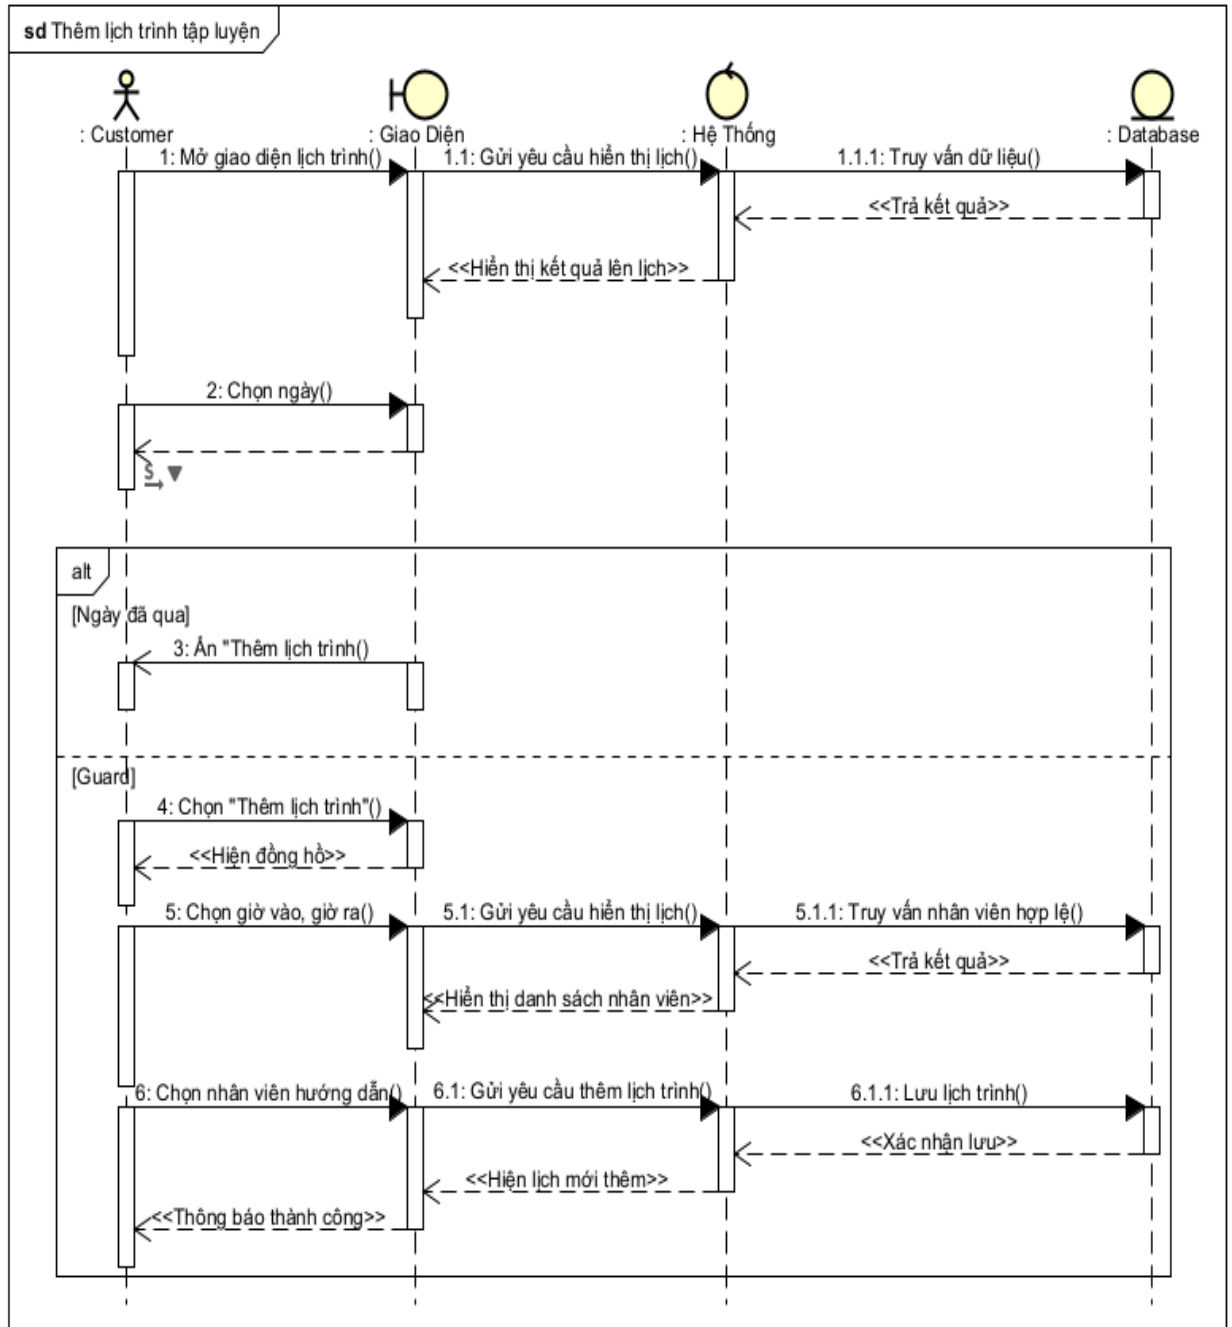 sd Thêm lịch trình tập luyện
: Customer
: Giao Diện
: Hệ Thống
: Database
1: Mở giao diện lịch trình()
1.1: Gửi yêu cầu hiển thị lịch()
1.1.1: Truy vấn dữ liệu()
<<Trả kết quả>>
<<Hiển thị kết quả lên lịch>>
2: Chọn ngày()
S
alt
[Ngày đã qua]
3: Ấn "Thêm lịch trình()
[Guard]
4: Chọn "Thêm lịch trình"()
<<Hiện đồng hồ>>
5: Chọn giờ vào, giờ ra()
5.1: Gửi yêu cầu hiển thị lịch()
5.1.1: Truy vấn nhân viên hợp lệ()
<<Trả kết quả>>
<<Hiển thị danh sách nhân viên>>
6: Chọn nhân viên hướng dẫn()
6.1: Gửi yêu cầu thêm lịch trình()
6.1.1: Lưu lịch trình()
<<Xác nhận lưu>>
<<Hiện lịch mới thêm>>
<<Thông báo thành công>>